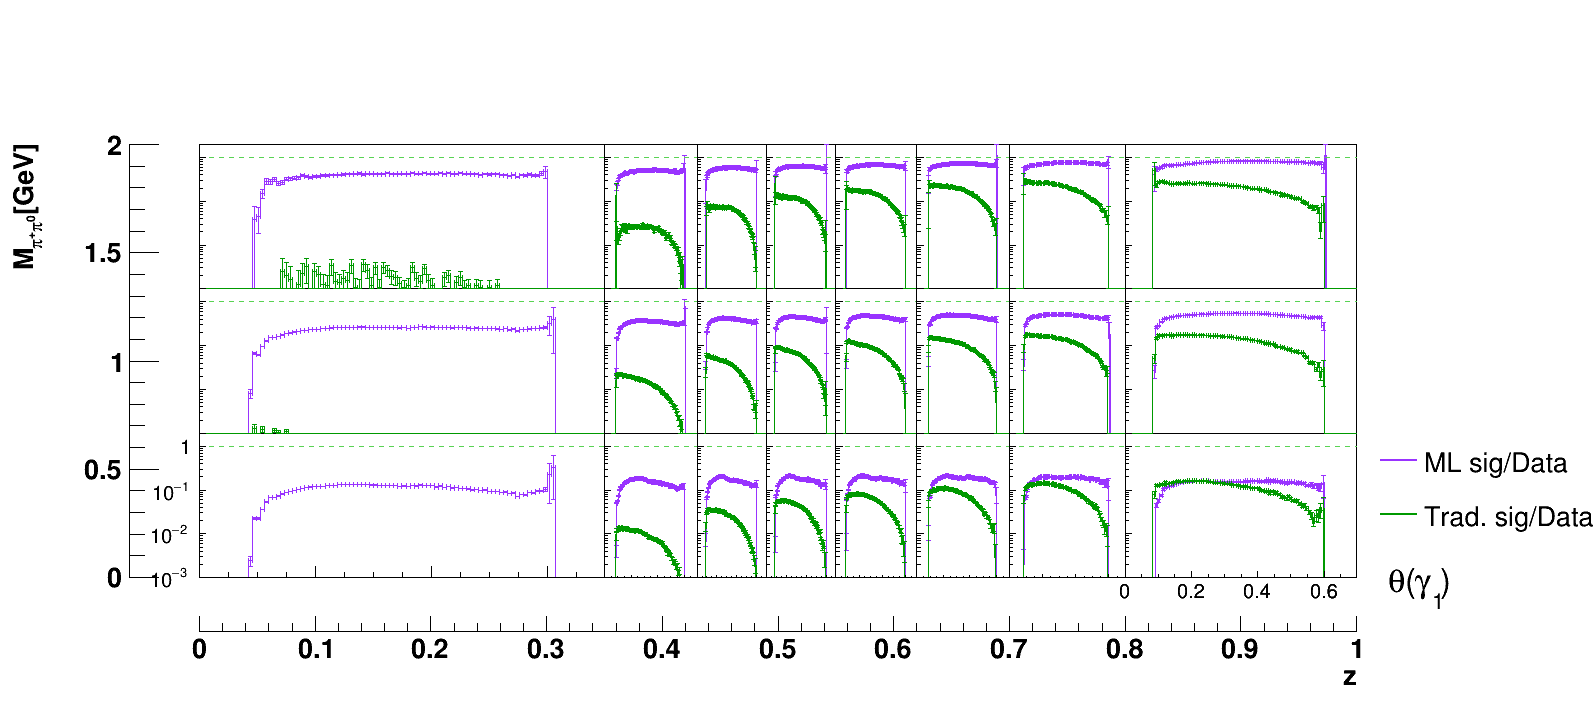 M π⁺π⁰ [GeV]
2
1.5
1
0.5
0
1
10⁻¹
10⁻²
10⁻³
ML sig/Data
Trad. sig/Data
0 0.2 0.4 0.6
θ(γ₁)
0 0.1 0.2 0.3 0.4 0.5 0.6 0.7 0.8 0.9 1
z